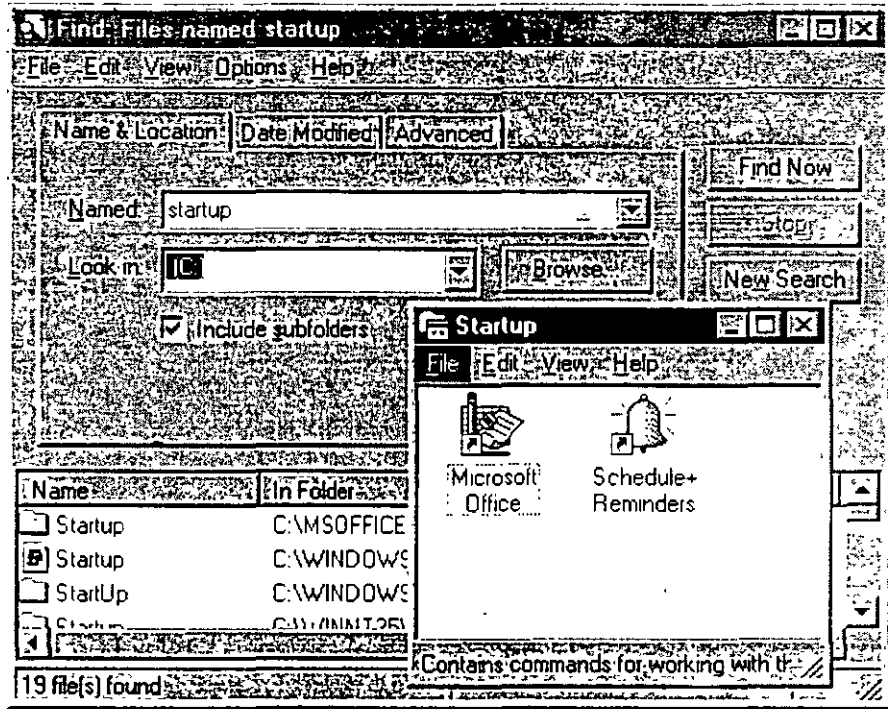 Find: Files named startup
File Edit View Options Help
Name & Location Date Modified Advanced
Find Now
Named: startup
Stop
Look in: (C:) Browse...
New Search
Include subfolders
Startup
File Edit View Help
Microsoft Office
Schedule+ Reminders
Name In Folder
Startup C:\MSOFFICE
Startup C:\WINDOWS
StartUp C:\WINDOWS
Startup
19 file(s) found
Contains commands for working with th